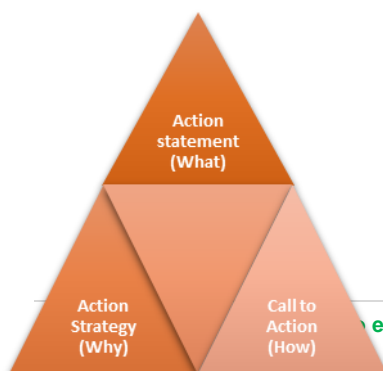 Action
statement
(What)
Action
Strategy
(Why)
Call to
Action
(How)
e